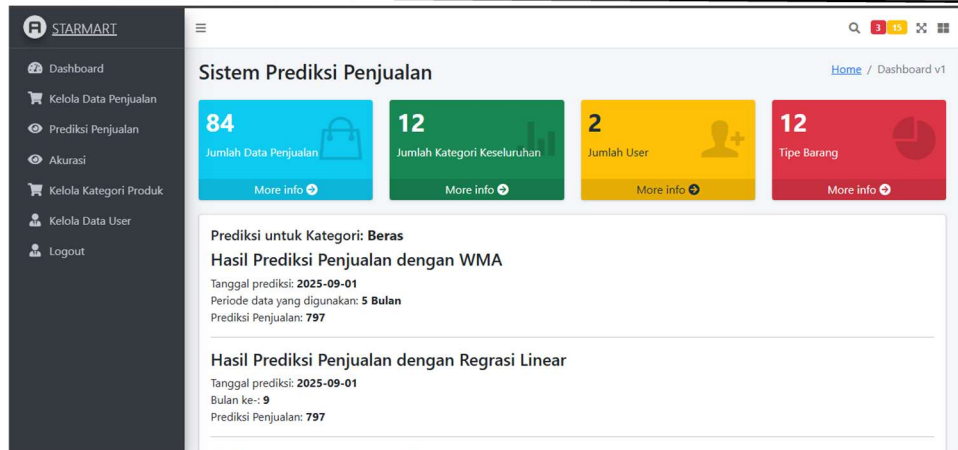 STARMART
3 15
Dashboard
Kelola Data Penjualan
Prediksi Penjualan
Akurasi
Kelola Kategori Produk
Kelola Data User
Logout
Sistem Prediksi Penjualan
Home / Dashboard v1
84
Jumlah Data Penjualan
More info
12
Jumlah Kategori Keseluruhan
More info
2
Jumlah User
More info
12
Tipe Barang
More info
Prediksi untuk Kategori: Beras
Hasil Prediksi Penjualan dengan WMA
Tanggal prediksi: 2025-09-01
Periode data yang digunakan: 5 Bulan
Prediksi Penjualan: 797
Hasil Prediksi Penjualan dengan Regrasi Linear
Tanggal prediksi: 2025-09-01
Bulan ke-: 9
Prediksi Penjualan: 797